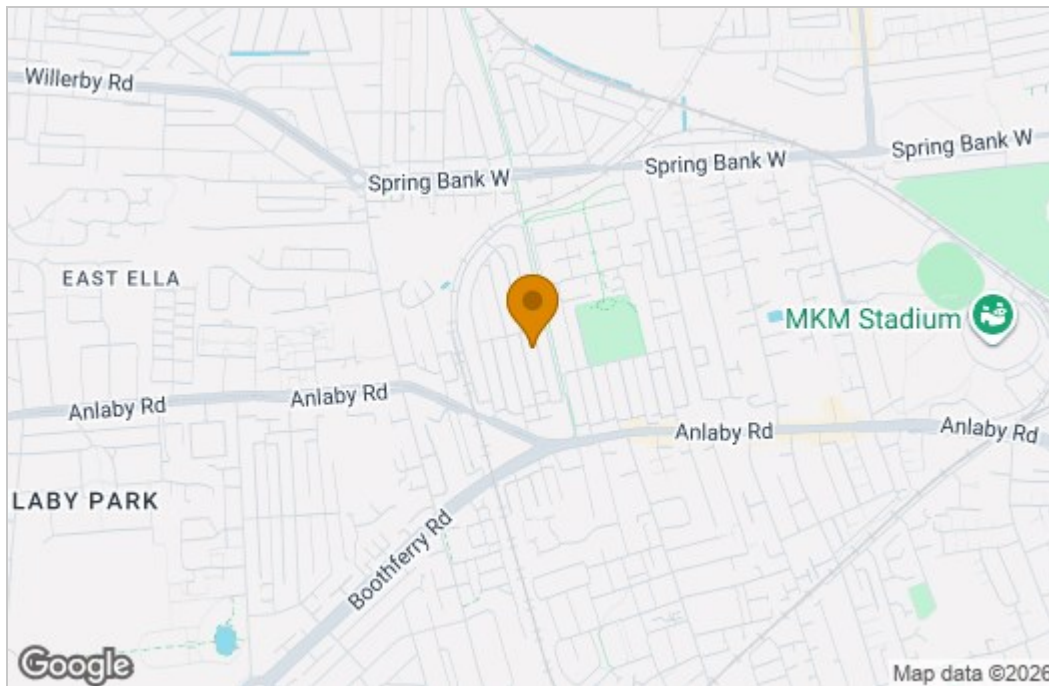 Willerby Rd
Spring Bank W
Spring Bank W
Spring Bank W
EAST ELLA
MKM Stadium
Anlaby Rd
Anlaby Rd
Anlaby Rd
Anlaby Rd
LABY PARK
Boothferry Rd
Google
Map data ©2026